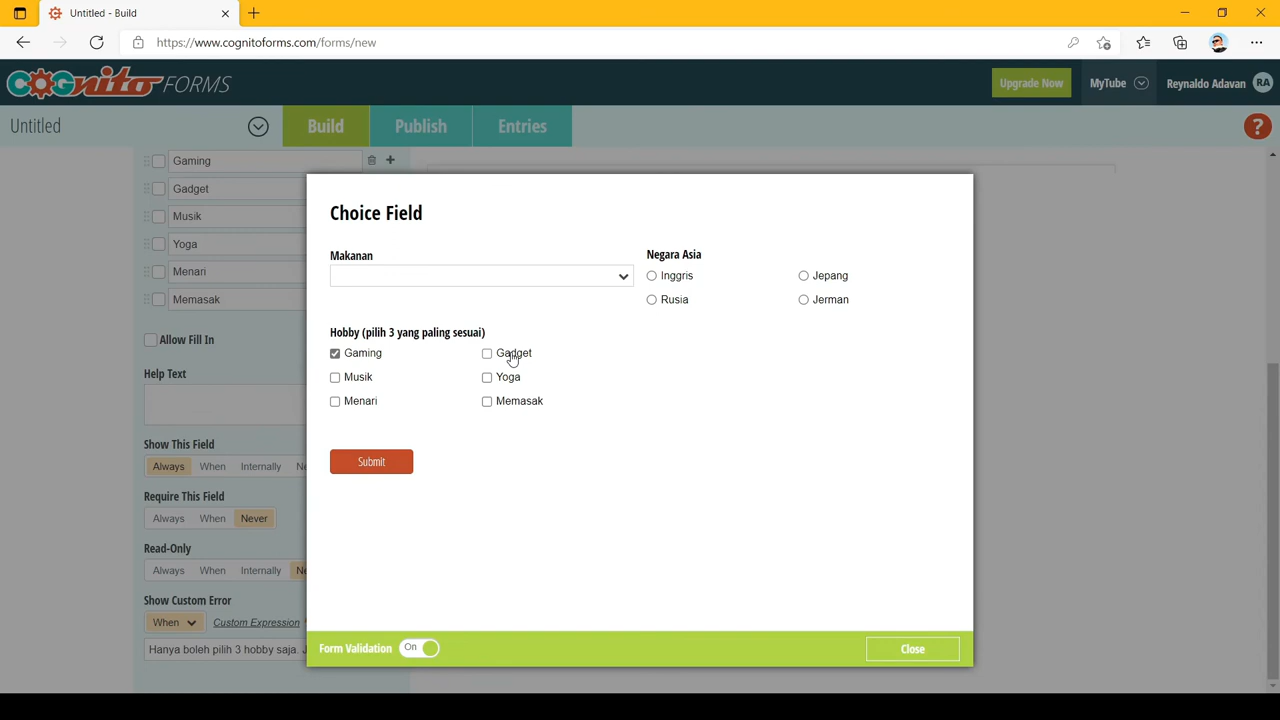 Untitled - Build
https://www.cognitoforms.com/forms/new
COGnito FORMS
Upgrade Now
MyTube
Reynaldo Adavan
RA
Untitled
Build
Publish
Entries
?
Gaming
Gadget
Musik
Yoga
Menari
Memasak
Allow Fill In
Help Text
Show This Field
Always When Internally
Require This Field
Always When Never
Read-Only
Always When Internally
Show Custom Error
When
Custom Expression
Hanya boleh pilih 3 hobby saja.
Choice Field
Makanan
Negara Asia
Inggris
Jepang
Rusia
Jerman
Hobby (pilih 3 yang paling sesuai)
Gaming
Gadget
Musik
Yoga
Menari
Memasak
Submit
Form Validation On
Close